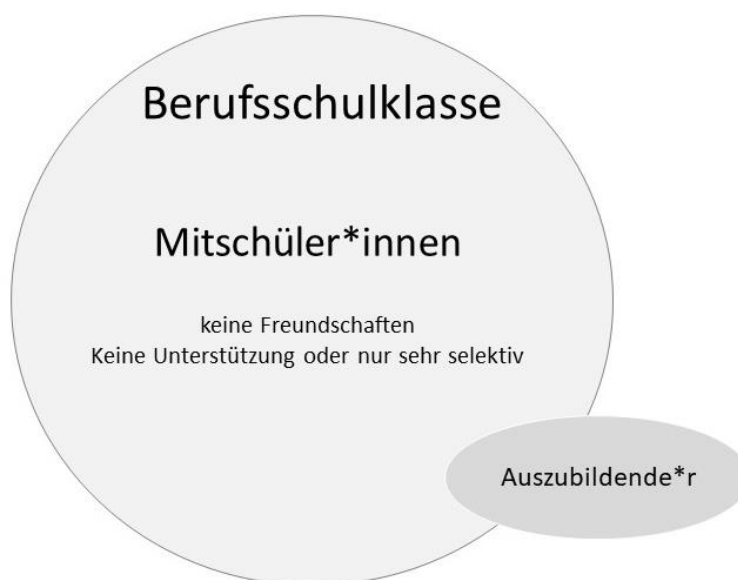 Berufsschulklasse
Mitschüler*innen
keine Freundschaften
Keine Unterstützung oder nur sehr selektiv
Auszubildende*r